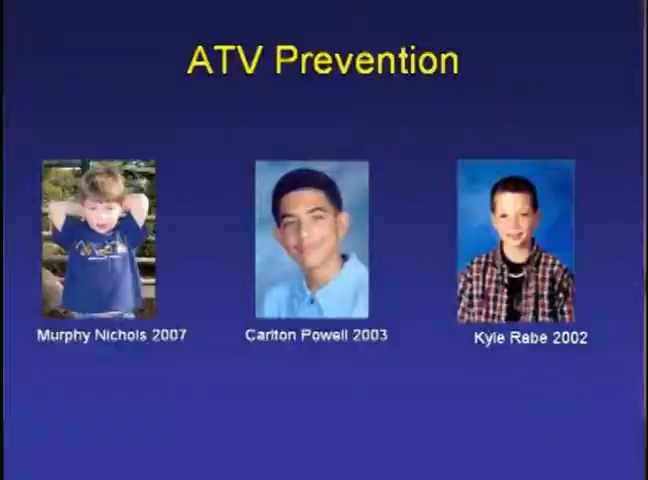 ATV Prevention
Murphy Nichols 2007
Carlton Powell 2003
Kyle Rabe 2002